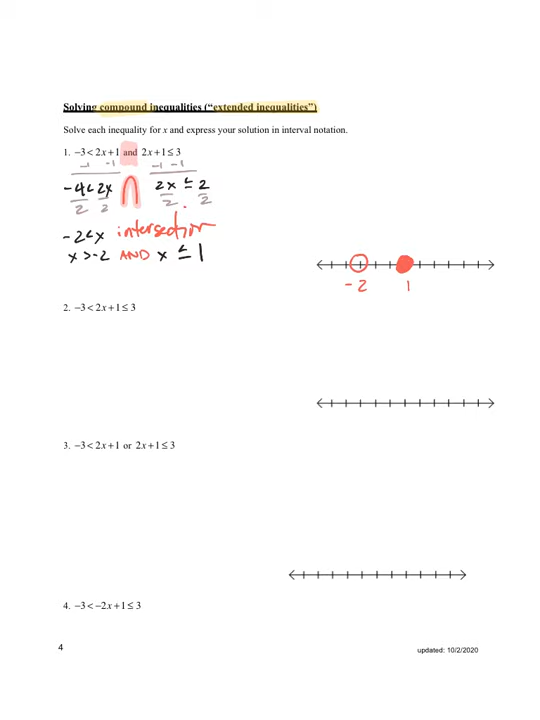 Solving compound inequalities ("extended inequalities")
Solve each inequality for x and express your solution in interval notation.
1. −3 < 2x + 1 and 2x + 1 ≤ 3
−1 −1 −1 −1
−4 < 2x ∩ 2x ≤ 2
2 2 2 2
−2 < x intersection
x > −2 AND x ≤ 1
−2 1
2. −3 < 2x + 1 ≤ 3
3. −3 < 2x + 1 or 2x + 1 ≤ 3
4. −3 < −2x + 1 ≤ 3
4 updated: 10/2/2020